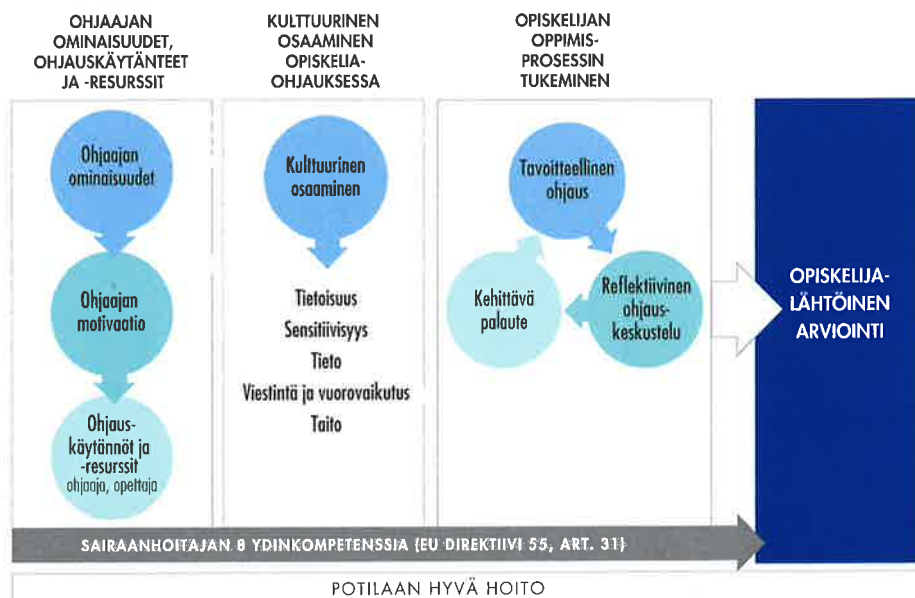 OHJAAJAN
OMINAISUUDET,
OHJAUSKÄYTÄNTEET
JA -RESURSSIT
KULTTUURINEN
OSAAMINEN
OPISKELIA-
OHJAUKSESSA
OPISKELIJAN
OPPIMIS-
PROSESSIN
TUKEMINEN
Ohjaajan
ominaisuudet
Ohjaajan
motivaatio
Ohjaus-
käytännöt ja
-resurssit
ohjaaja, opettaja
Kulttuurinen
osaaminen
Tietoisuus
Sensitiivisyys
Tieto
Viestintä ja vuorovaikutus
Taito
Tavoitteellinen
ohjaus
Reflektiivinen
ohjaus-
keskustelu
Kehittävä
palaute
OPISKELIJA-
LÄHTÖINEN
ARVIOINTI
SAIRAANHOITAJAN 8 YDINKOMPETENSSIA (EU DIREKTIIVI 55, ART. 31)
POTILAAN HYVÄ HOITO